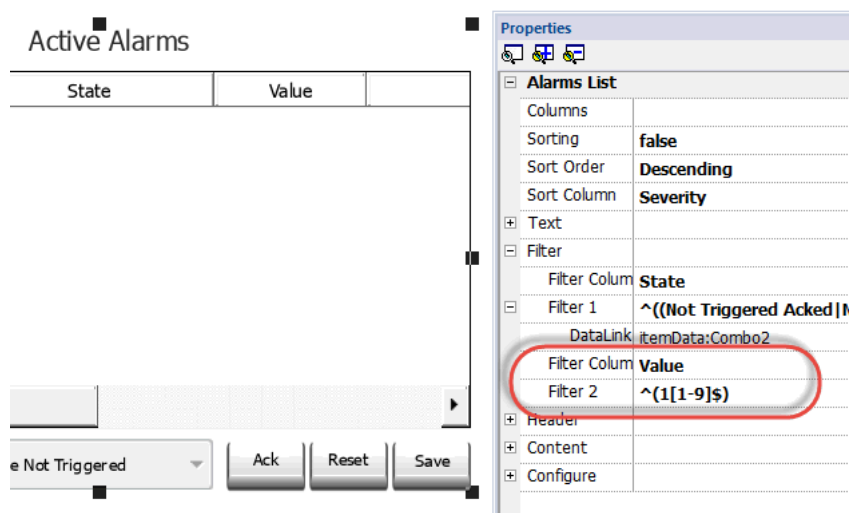 Active Alarms
State Value
e Not Triggered
Ack Reset Save
Properties
Alarms List
Columns
Sorting false
Sort Order Descending
Sort Column Severity
Text
Filter
Filter Colum State
Filter 1 ^((Not Triggered Acked|N
DataLink itemData:Combo2
Filter Colum Value
Filter 2 ^(1[1-9]$)
Header
Content
Configure